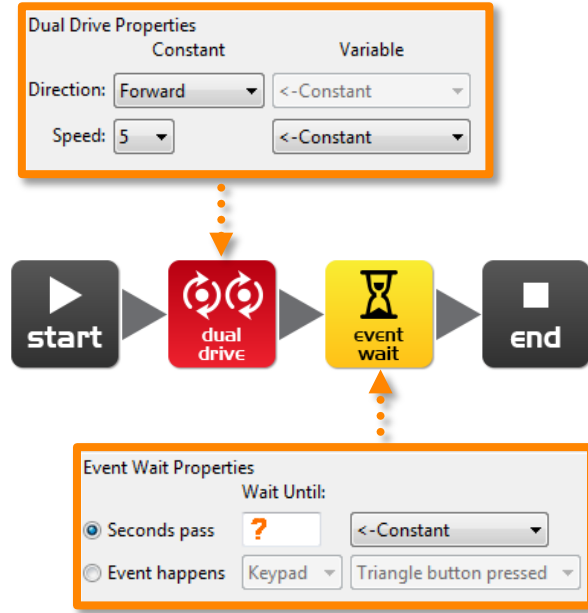 Dual Drive Properties
Constant Variable
Direction: Forward <-Constant
Speed: 5 <-Constant
start
dual
drive
event
wait
end
Event Wait Properties
Wait Until:
Seconds pass ? <-Constant
Event happens Keypad Triangle button pressed